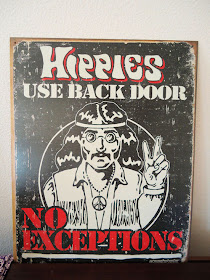 HIPPIES
USE BACK DOOR
NO
EXCEPTIONS